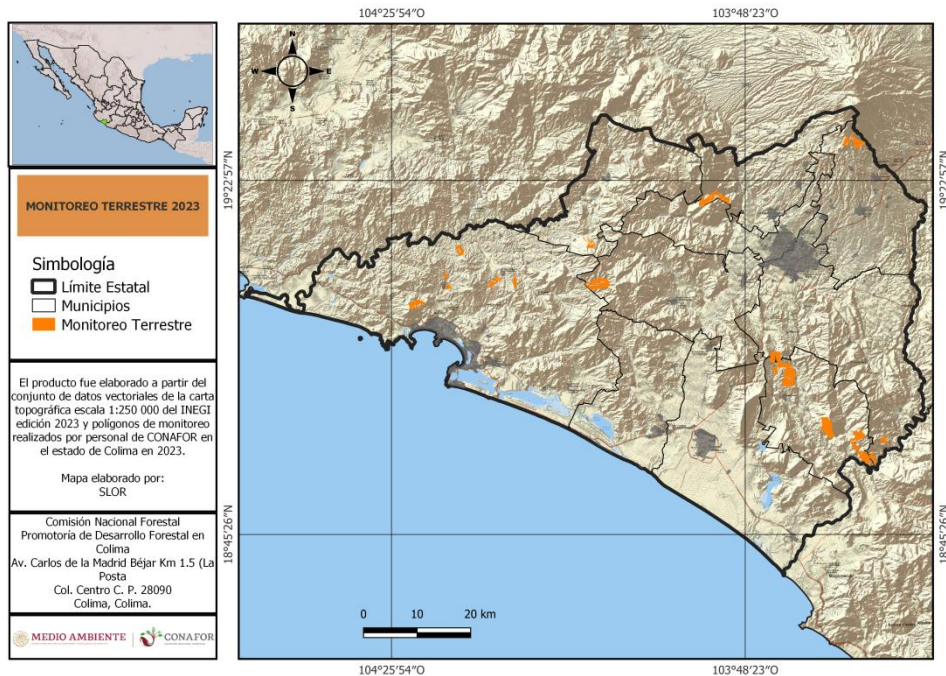 104°25'54"O
103°48'23"O
N
W
E
S
19°22'57"N
19°22'57"N
MONITOREO TERRESTRE 2023
Simbología
Límite Estatal
Municipios
Monitoreo Terrestre
El producto fue elaborado a partir del
conjunto de datos vectoriales de la carta
topográfica escala 1:250 000 del INEGI
edición 2023 y polígonos de monitoreo
realizados por personal de CONAFOR en
el estado de Colima en 2023.
Mapa elaborado por:
SLOR
Comisión Nacional Forestal
Promotoría de Desarrollo Forestal en
Colima
Av. Carlos de la Madrid Béjar Km 1.5 (La
Posta
Col. Centro C. P. 28090
Colima, Colima.
MEDIO AMBIENTE
CONAFOR
18°45'26"N
18°45'26"N
0 10 20 km
104°25'54"O
103°48'23"O